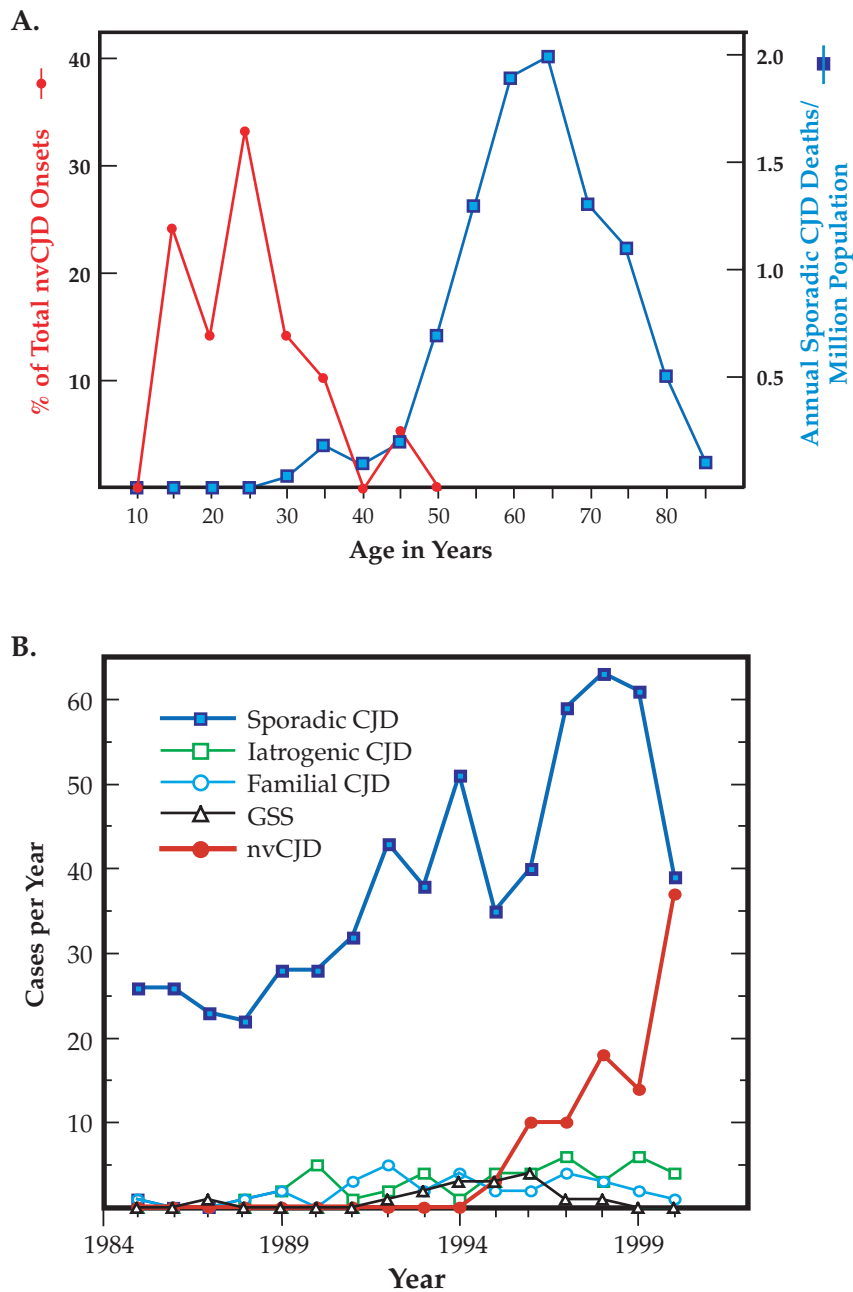 A.
% of Total nvCJD Onsets
40
30
20
10
2.0
1.5
1.0
0.5
Annual Sporadic CJD Deaths/
Million Population
10 20 30 40 50 60 70 80
Age in Years
B.
Cases per Year
60
50
40
30
20
10
Sporadic CJD
Iatrogenic CJD
Familial CJD
GSS
nvCJD
1984 1989 1994 1999
Year